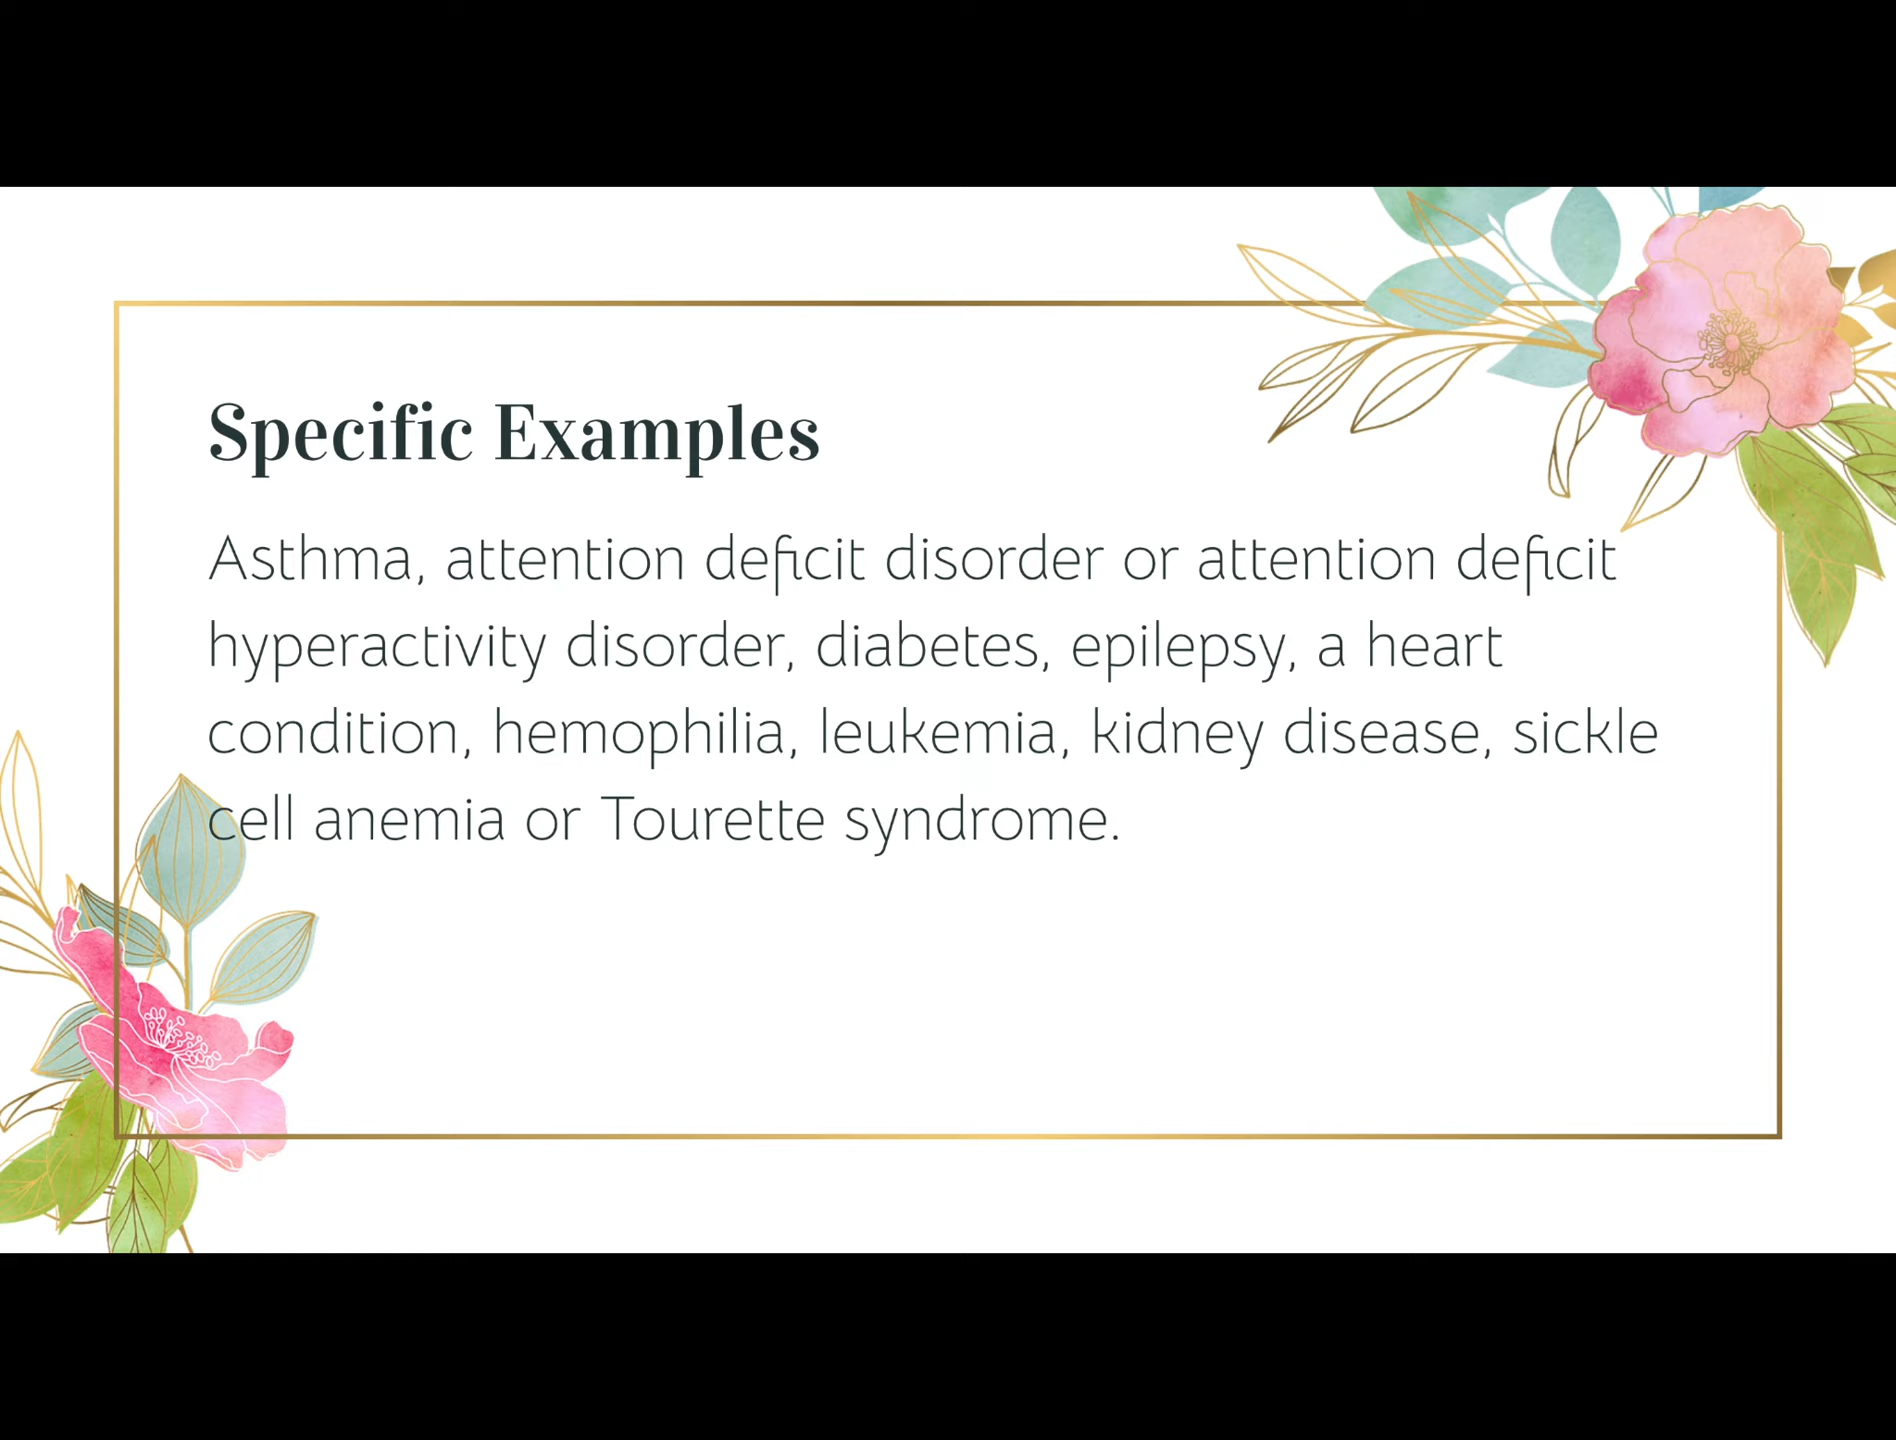 Specific Examples
Asthma, attention deficit disorder or attention deficit
hyperactivity disorder, diabetes, epilepsy, a heart
condition, hemophilia, leukemia, kidney disease, sickle
cell anemia or Tourette syndrome.